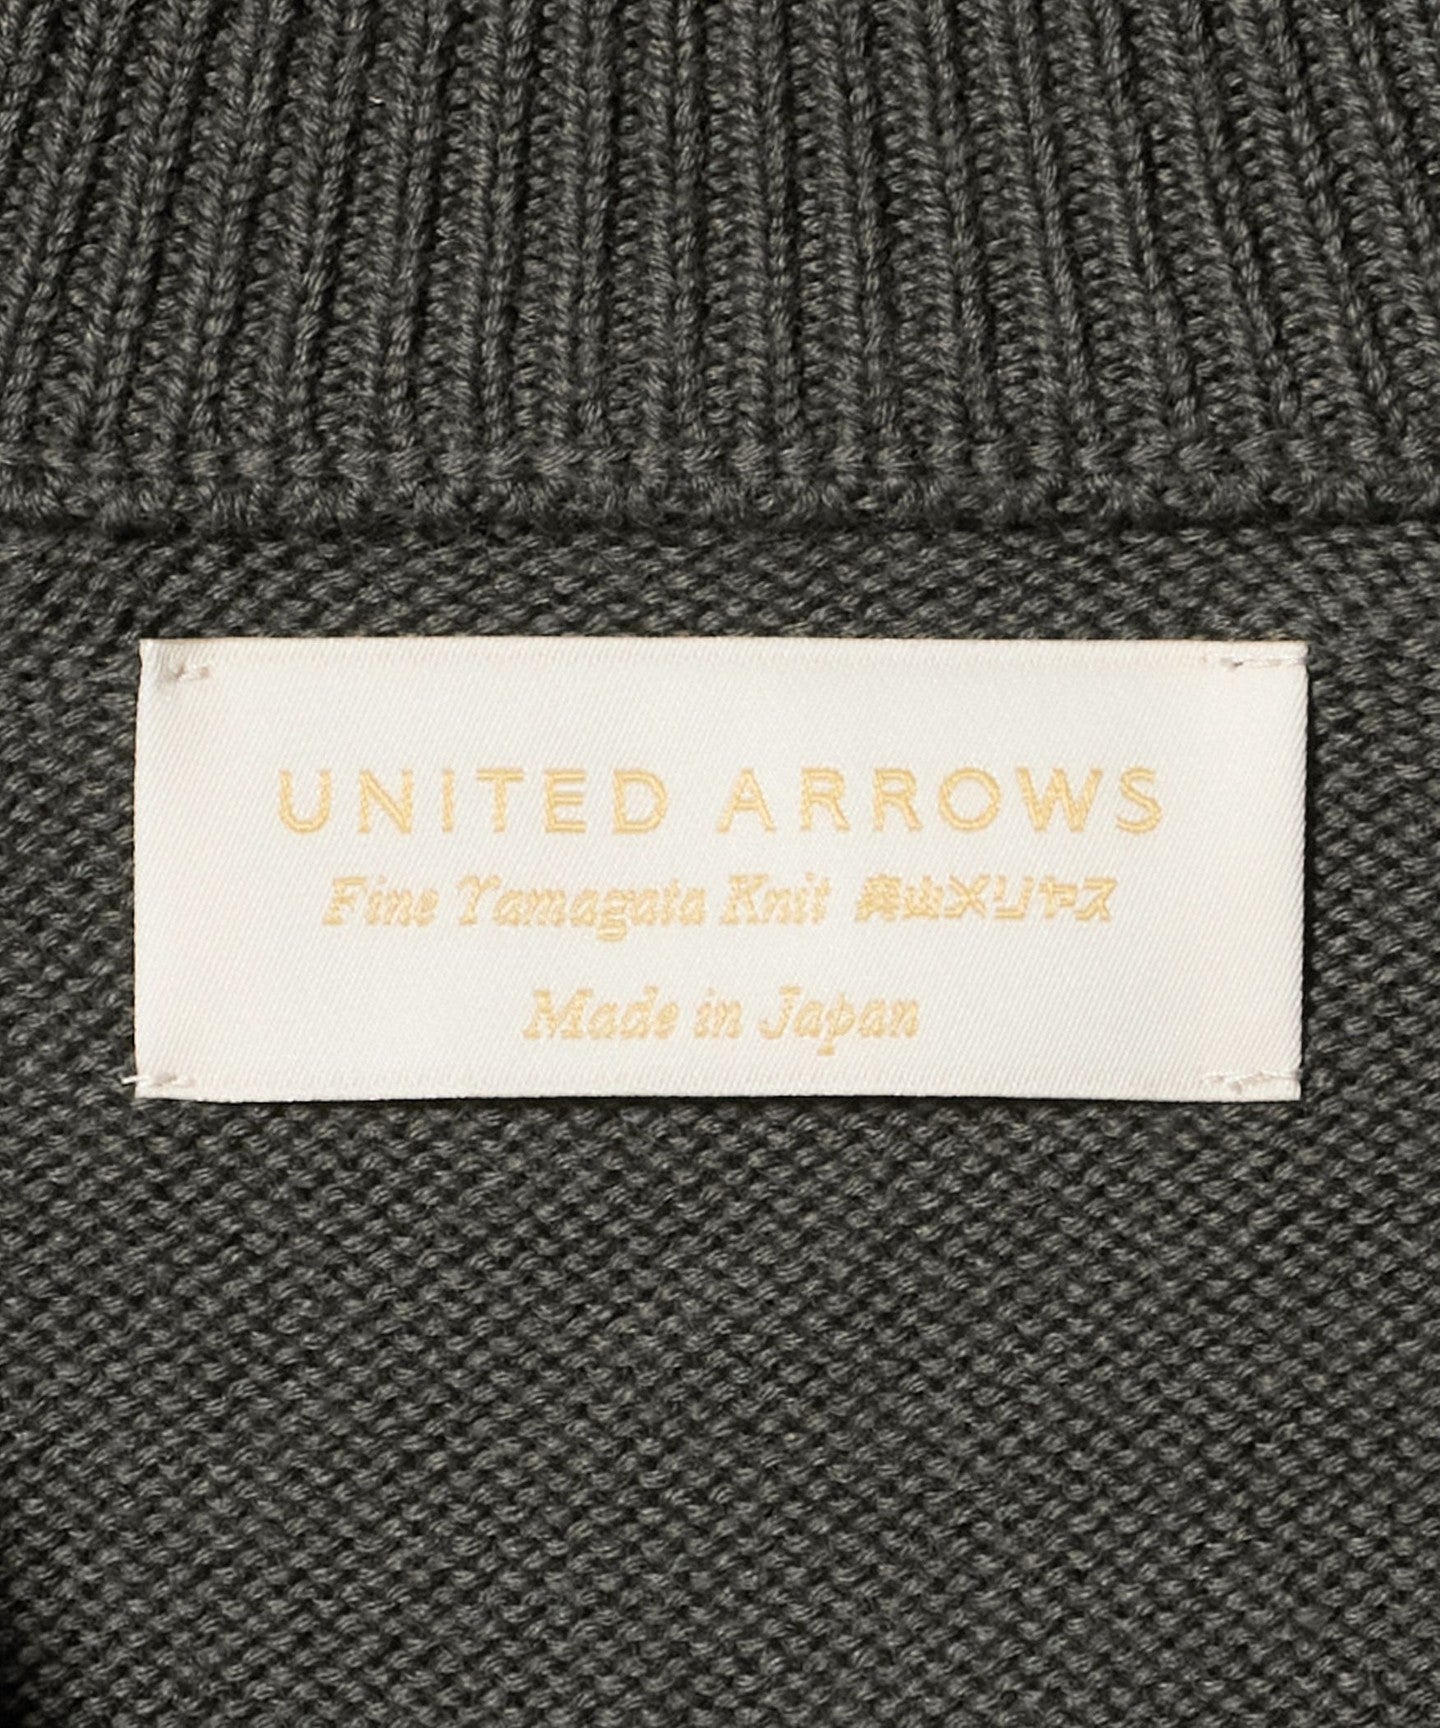 UNITED ARROWS
Fine Yamagata Knit 奥山メリヤス
Made in Japan